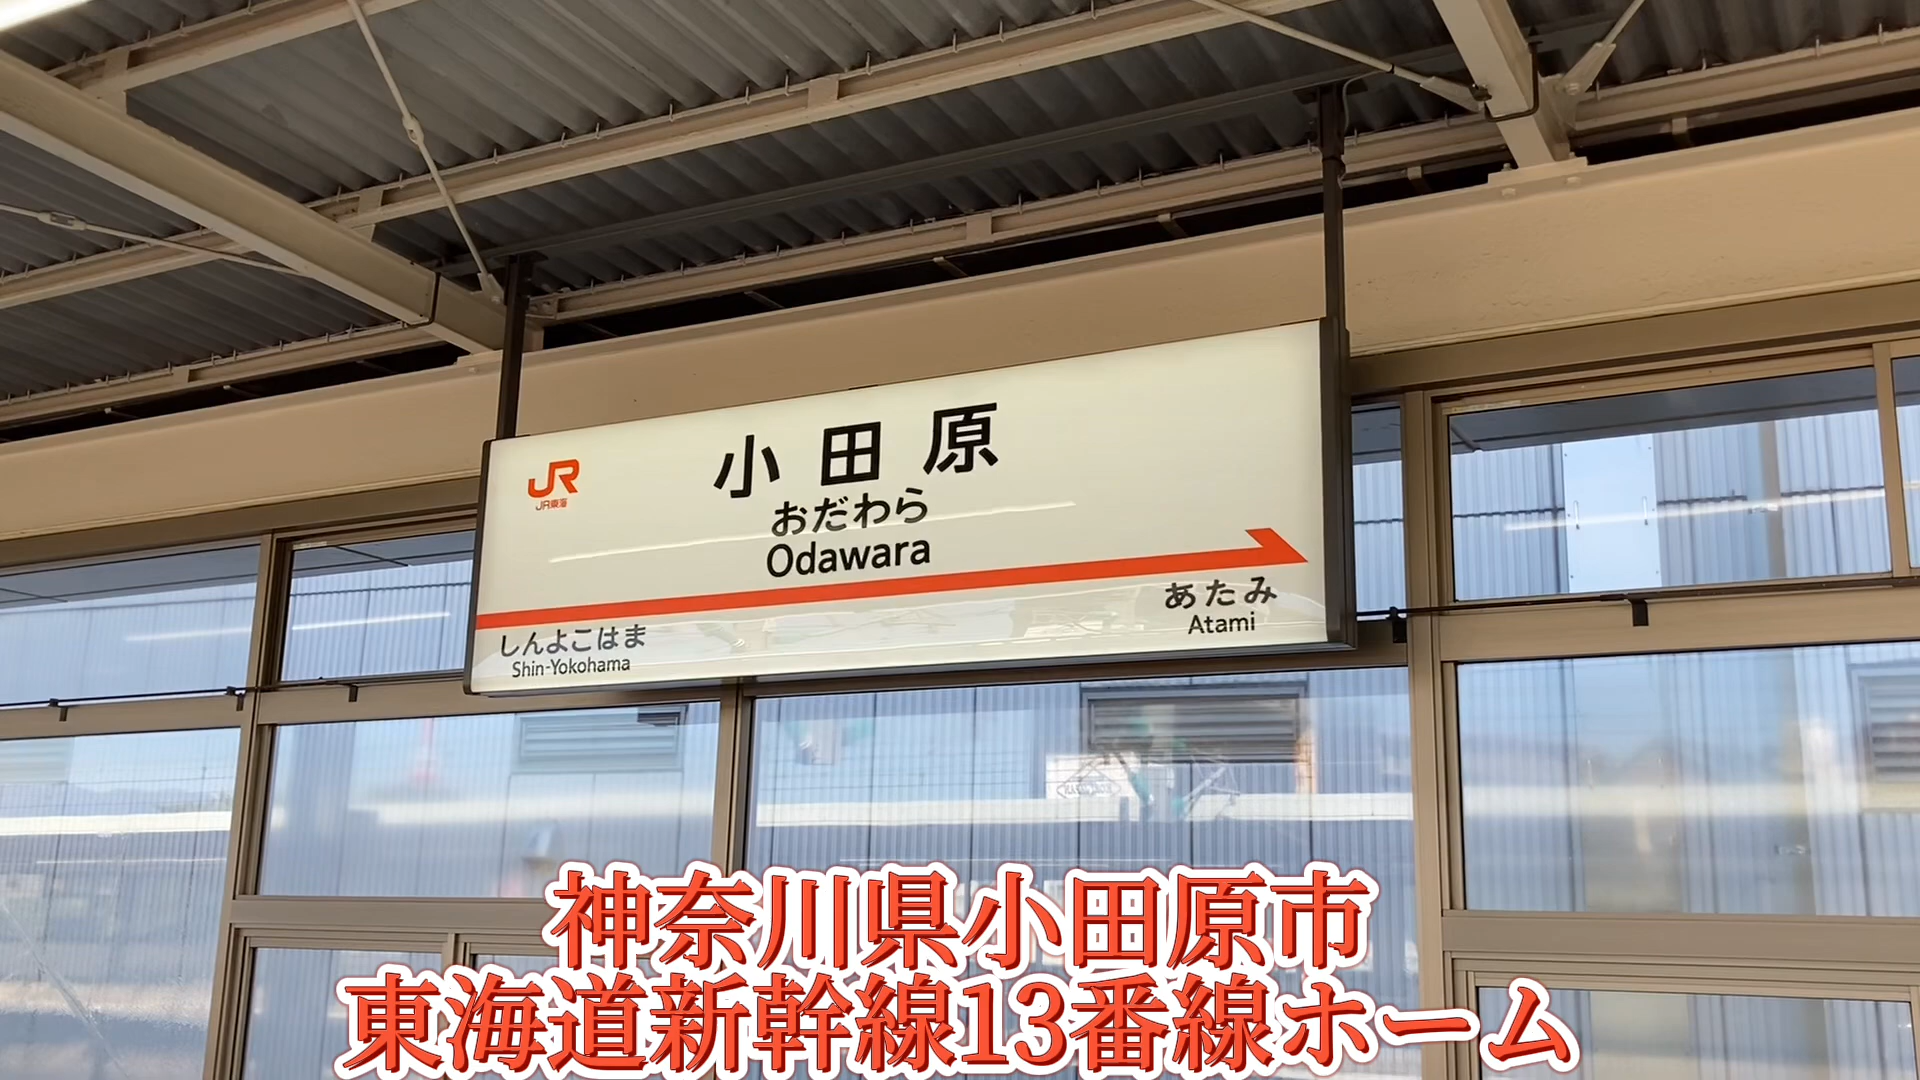 JR
JR東海
小田原
おだわら
Odawara
しんよこはま
Shin-Yokohama
あたみ
Atami
神奈川県小田原市
東海道新幹線13番線ホーム